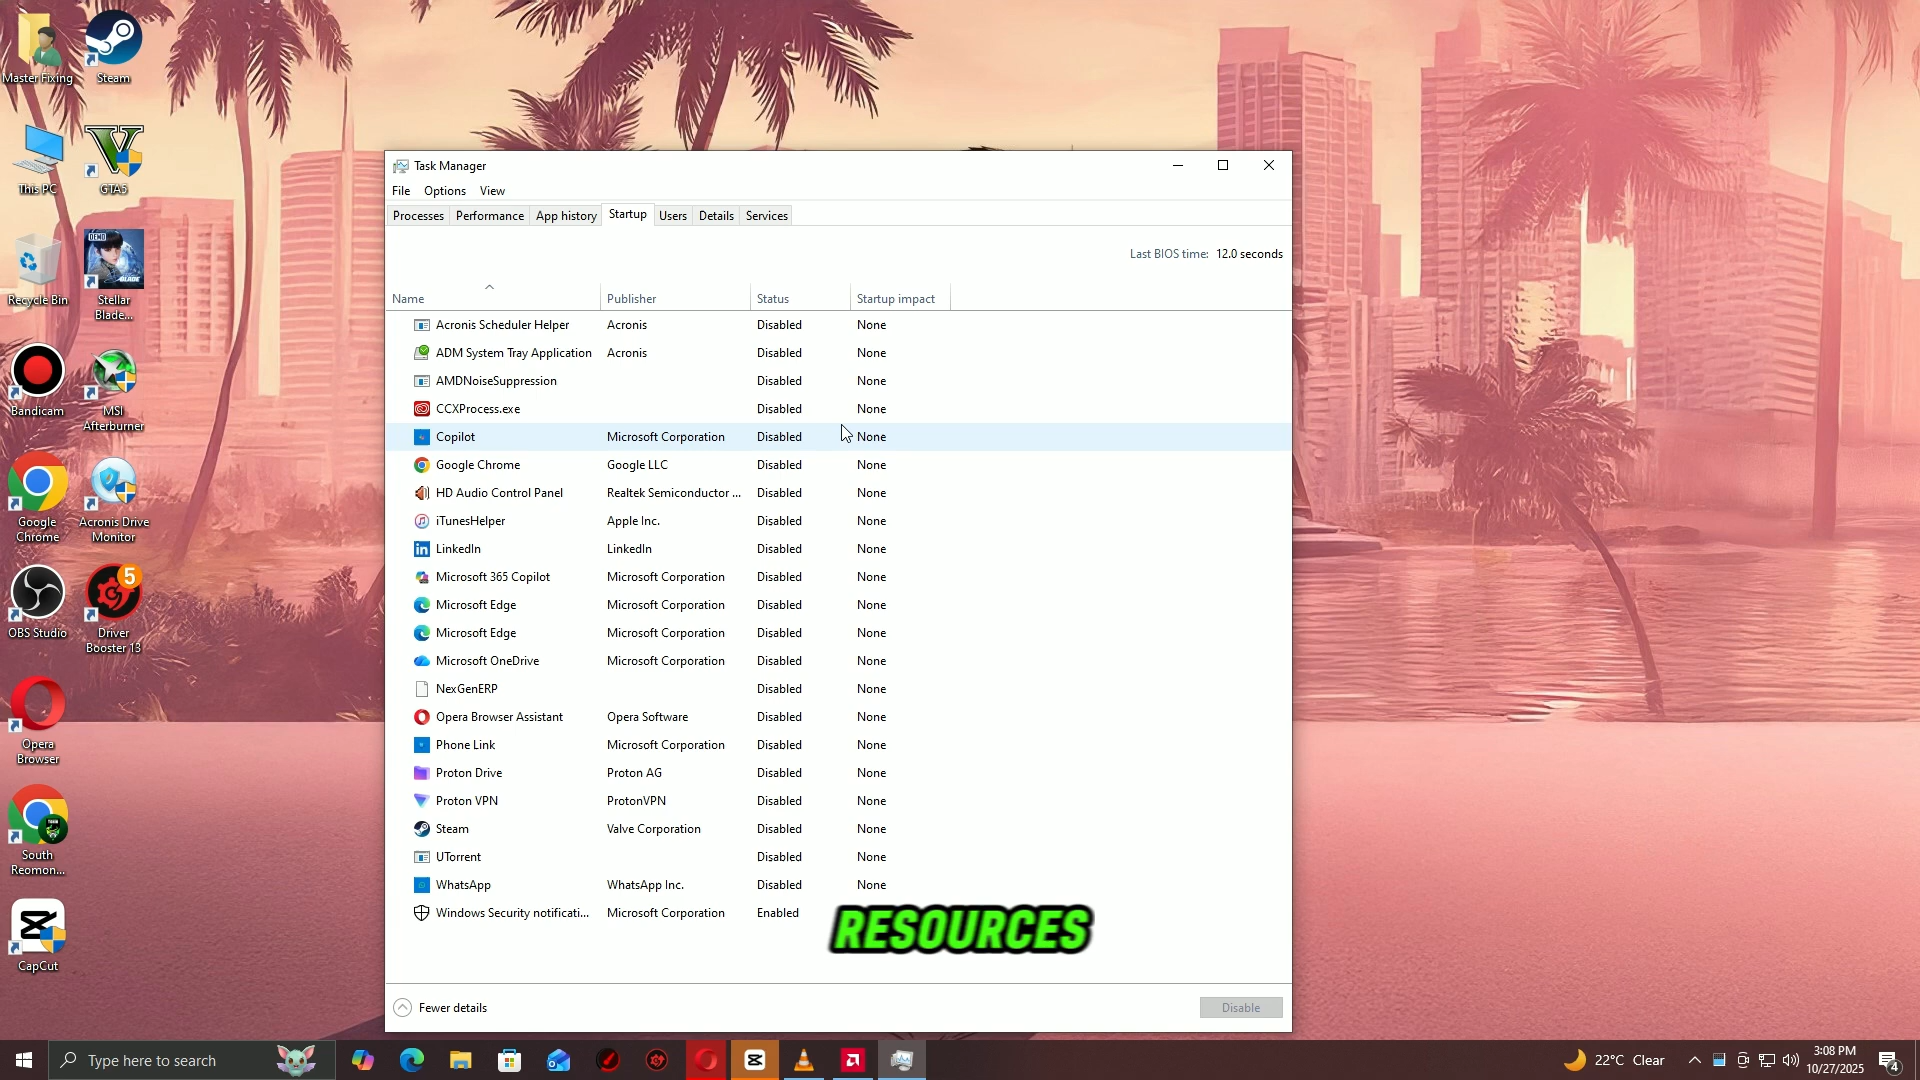 Master Fixing
Steam
This PC
GTA5
Recycle Bin
DEMO
Stellar
Blade...
Bandicam
MSI
Afterburner
Google
Chrome
Acronis Drive
Monitor
OBS Studio
5
Driver
Booster 13
Opera
Browser
South
Reomon...
CapCut
Task Manager
File Options View
Processes Performance App history Startup Users Details Services
Last BIOS time: 12.0 seconds
Name Publisher Status Startup impact
Acronis Scheduler Helper Acronis Disabled None
ADM System Tray Application Acronis Disabled None
AMDNoiseSuppression Disabled None
CCXProcess.exe Disabled None
Copilot Microsoft Corporation Disabled None
Google Chrome Google LLC Disabled None
HD Audio Control Panel Realtek Semiconductor ... Disabled None
iTunesHelper Apple Inc. Disabled None
LinkedIn LinkedIn Disabled None
Microsoft 365 Copilot Microsoft Corporation Disabled None
Microsoft Edge Microsoft Corporation Disabled None
Microsoft Edge Microsoft Corporation Disabled None
Microsoft OneDrive Microsoft Corporation Disabled None
NexGenERP Disabled None
Opera Browser Assistant Opera Software Disabled None
Phone Link Microsoft Corporation Disabled None
Proton Drive Proton AG Disabled None
Proton VPN ProtonVPN Disabled None
Steam Valve Corporation Disabled None
UTorrent Disabled None
WhatsApp WhatsApp Inc. Disabled None
Windows Security notificati... Microsoft Corporation Enabled
RESOURCES
Fewer details Disable
Type here to search
22°C Clear
3:08 PM
10/27/2025
4